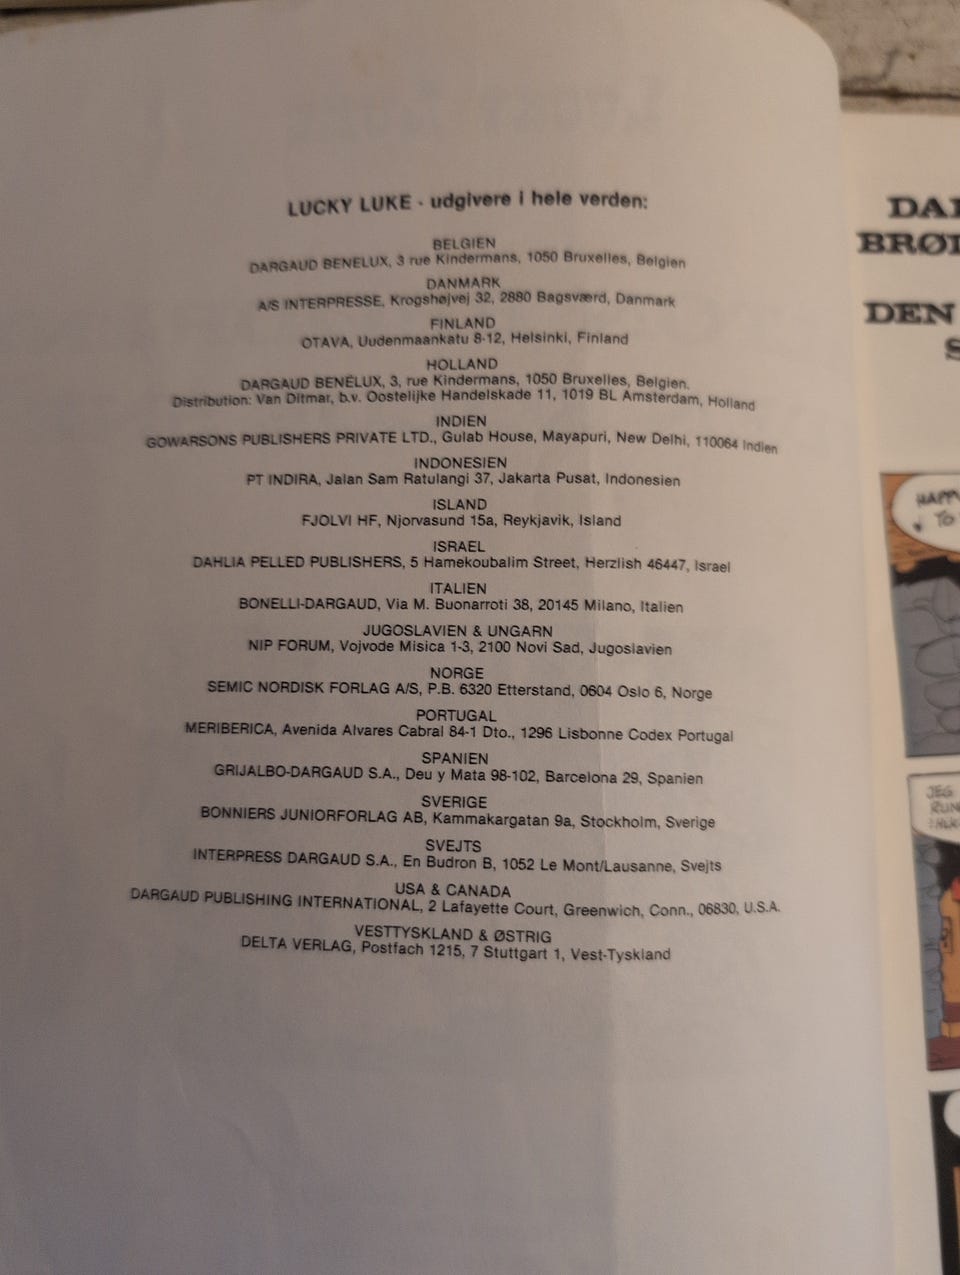 LUCKY LUKE - udgivere i hele verden:
BELGIEN
DARGAUD BENELUX, 3 rue Kindermans, 1050 Bruxelles, Belgien
DANMARK
A/S INTERPRESSE, Krogshøjvej 32, 2880 Bagsværd, Danmark
FINLAND
OTAVA, Uudenmaankatu 8-12, Helsinki, Finland
HOLLAND
DARGAUD BENELUX, 3, rue Kindermans, 1050 Bruxelles, Belgien.
Distribution: Van Ditmar, b.v. Oostelijke Handelskade 11, 1019 BL Amsterdam, Holland
INDIEN
GOWARSONS PUBLISHERS PRIVATE LTD., Gulab House, Mayapuri, New Delhi, 110064 Indien
INDONESIEN
PT INDIRA, Jalan Sam Ratulangi 37, Jakarta Pusat, Indonesien
ISLAND
FJOLVI HF, Njorvasund 15a, Reykjavik, Island
ISRAEL
DAHLIA PELLED PUBLISHERS, 5 Hamekoubalim Street, Herzlish 46447, Israel
ITALIEN
BONELLI-DARGAUD, Via M. Buonarroti 38, 20145 Milano, Italien
JUGOSLAVIEN & UNGARN
NIP FORUM, Vojvode Misica 1-3, 2100 Novi Sad, Jugoslavien
NORGE
SEMIC NORDISK FORLAG A/S, P.B. 6320 Etterstand, 0604 Oslo 6, Norge
PORTUGAL
MERIBERICA, Avenida Alvares Cabral 84-1 Dto., 1296 Lisbonne Codex Portugal
SPANIEN
GRIJALBO-DARGAUD S.A., Deu y Mata 98-102, Barcelona 29, Spanien
SVERIGE
BONNIERS JUNIORFORLAG AB, Kammakargatan 9a, Stockholm, Sverige
SVEJTS
INTERPRESS DARGAUD S.A., En Budron B, 1052 Le Mont/Lausanne, Svejts
USA & CANADA
DARGAUD PUBLISHING INTERNATIONAL, 2 Lafayette Court, Greenwich, Conn., 06830, U.S.A.
VESTTYSKLAND & ØSTRIG
DELTA VERLAG, Postfach 1215, 7 Stuttgart 1, Vest-Tyskland
DEN
TO
JEG